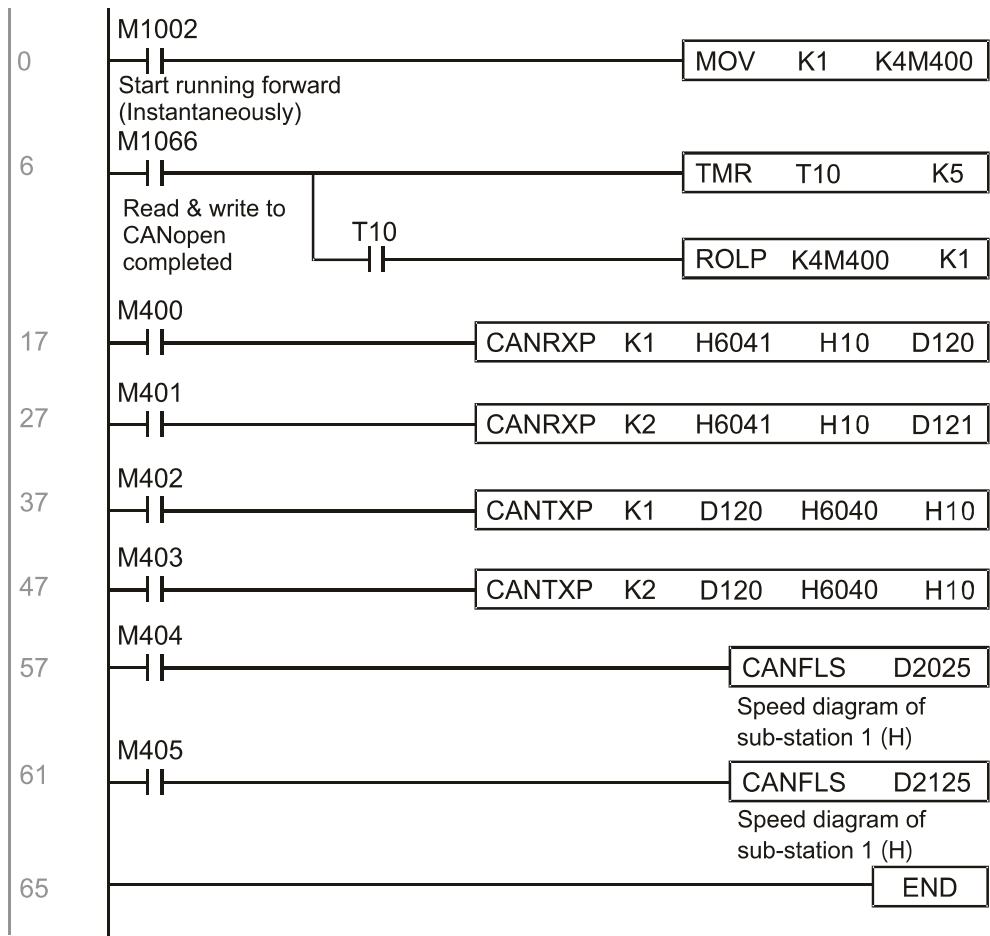 M1002
0 MOV K1 K4M400
Start running forward
(Instantaneously)
M1066
6 TMR T10 K5
Read & write to
CANopen
completed
T10
ROLP K4M400 K1
M400
17 CANRXP K1 H6041 H10 D120
M401
27 CANRXP K2 H6041 H10 D121
M402
37 CANTXP K1 D120 H6040 H10
M403
47 CANTXP K2 D120 H6040 H10
M404
57 CANFLS D2025
Speed diagram of
sub-station 1 (H)
M405
61 CANFLS D2125
Speed diagram of
sub-station 1 (H)
65 END